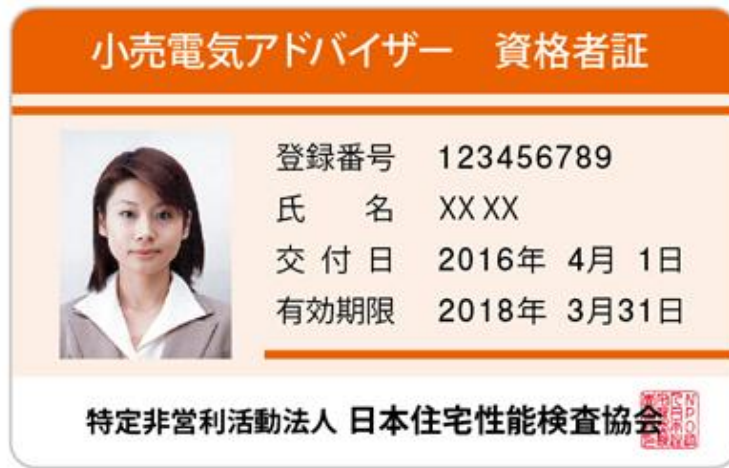 小売電気アドバイザー 資格者証
登録番号 123456789
氏名 XX XX
交付日 2016年 4月 1日
有効期限 2018年 3月31日
特定非営利活動法人 日本住宅性能検査協会